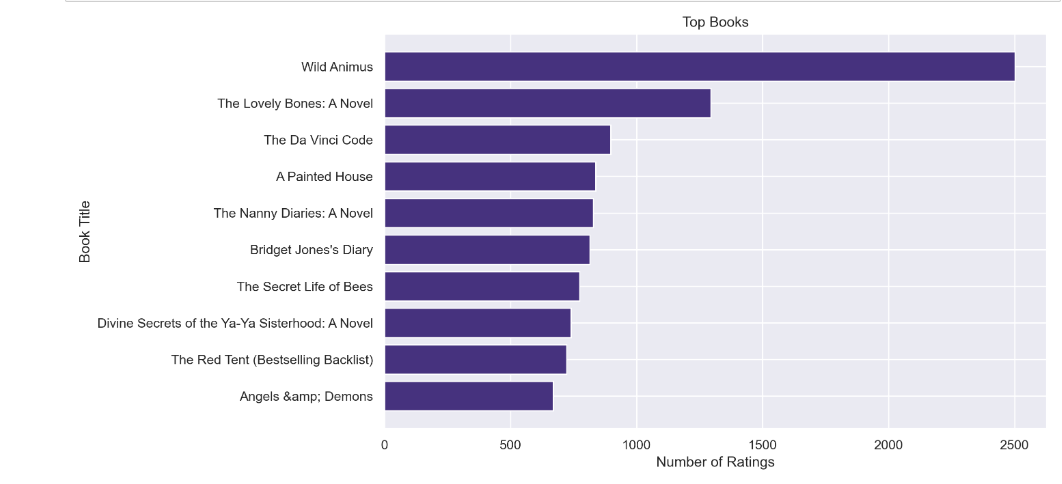 Top Books
Wild Animus
The Lovely Bones: A Novel
The Da Vinci Code
A Painted House
The Nanny Diaries: A Novel
Bridget Jones's Diary
The Secret Life of Bees
Divine Secrets of the Ya-Ya Sisterhood: A Novel
The Red Tent (Bestselling Backlist)
Angels &amp; Demons
Book Title
0 500 1000 1500 2000 2500
Number of Ratings